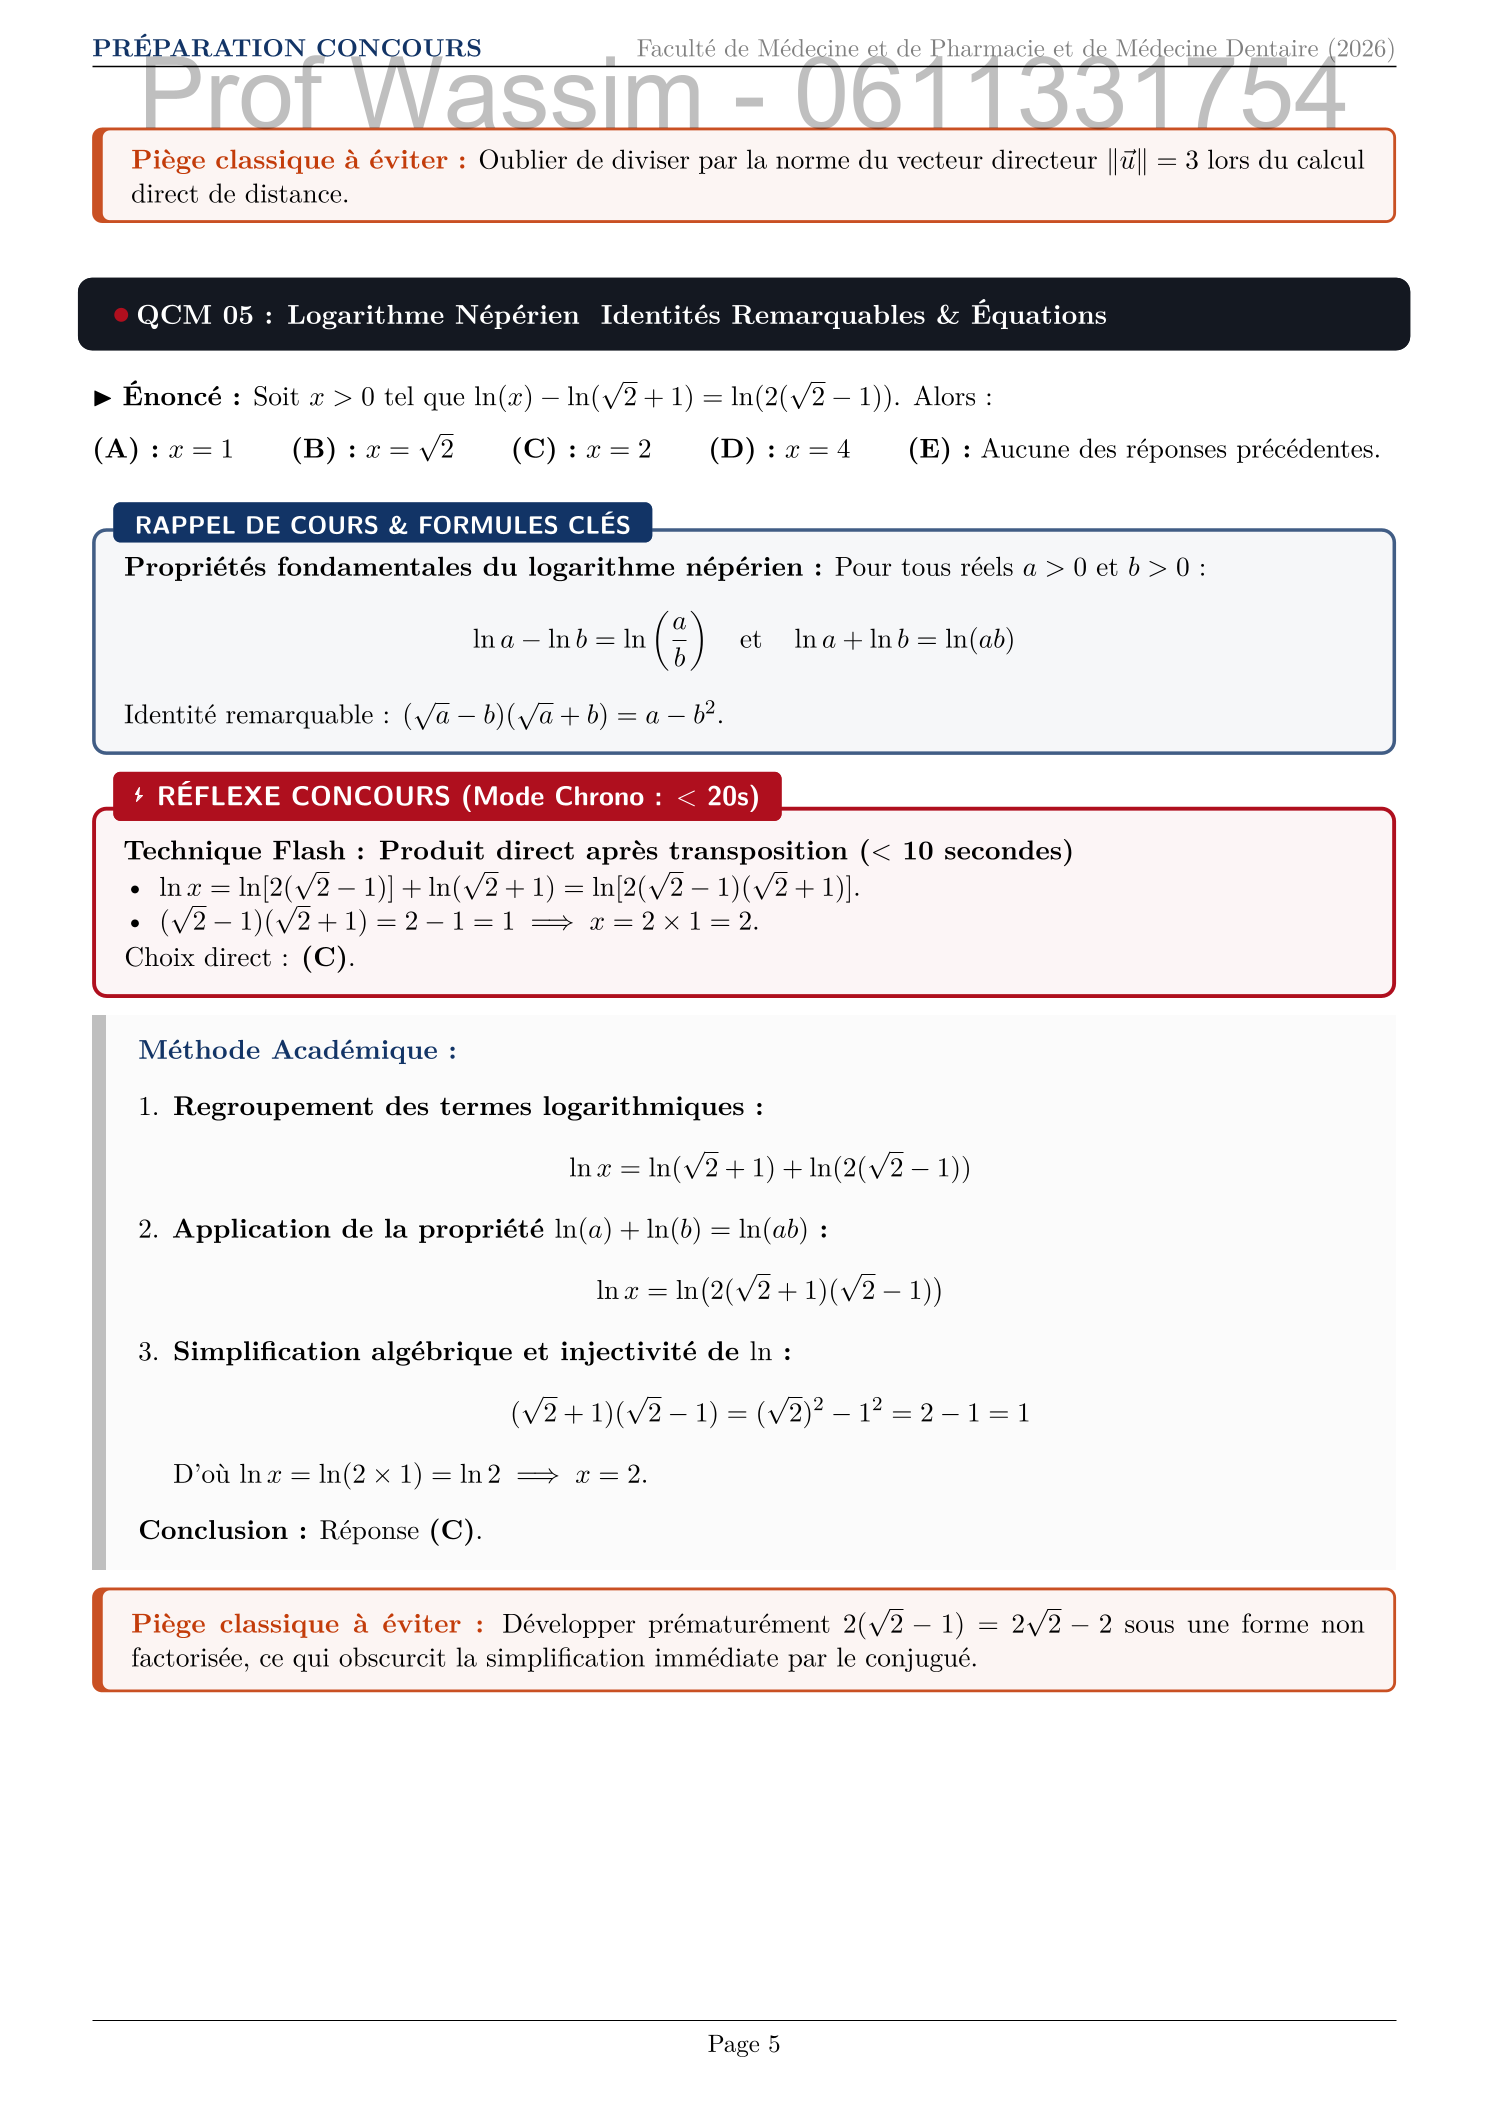 PRÉPARATION CONCOURS Faculté de Médecine et de Pharmacie et de Médecine Dentaire (2026)
Prof Wassim - 0611331754
Piège classique à éviter : Oublier de diviser par la norme du vecteur directeur ‖u⃗‖ = 3 lors du calcul
direct de distance.
QCM 05 : Logarithme Népérien Identités Remarquables & Équations
▶ Énoncé : Soit x > 0 tel que ln(x) − ln(√2 + 1) = ln(2(√2 − 1)). Alors :
(A) : x = 1 (B) : x = √2 (C) : x = 2 (D) : x = 4 (E) : Aucune des réponses précédentes.
RAPPEL DE COURS & FORMULES CLÉS
Propriétés fondamentales du logarithme népérien : Pour tous réels a > 0 et b > 0 :
ln a − ln b = ln (a/b) et ln a + ln b = ln(ab)
Identité remarquable : (√a − b)(√a + b) = a − b².
RÉFLEXE CONCOURS (Mode Chrono : < 20s)
Technique Flash : Produit direct après transposition (< 10 secondes)
• ln x = ln[2(√2 − 1)] + ln(√2 + 1) = ln[2(√2 − 1)(√2 + 1)].
• (√2 − 1)(√2 + 1) = 2 − 1 = 1 ⟹ x = 2 × 1 = 2.
Choix direct : (C).
Méthode Académique :
1. Regroupement des termes logarithmiques :
ln x = ln(√2 + 1) + ln(2(√2 − 1))
2. Application de la propriété ln(a) + ln(b) = ln(ab) :
ln x = ln(2(√2 + 1)(√2 − 1))
3. Simplification algébrique et injectivité de ln :
(√2 + 1)(√2 − 1) = (√2)² − 1² = 2 − 1 = 1
D'où ln x = ln(2 × 1) = ln 2 ⟹ x = 2.
Conclusion : Réponse (C).
Piège classique à éviter : Développer prématurément 2(√2 − 1) = 2√2 − 2 sous une forme non
factorisée, ce qui obscurcit la simplification immédiate par le conjugué.
Page 5